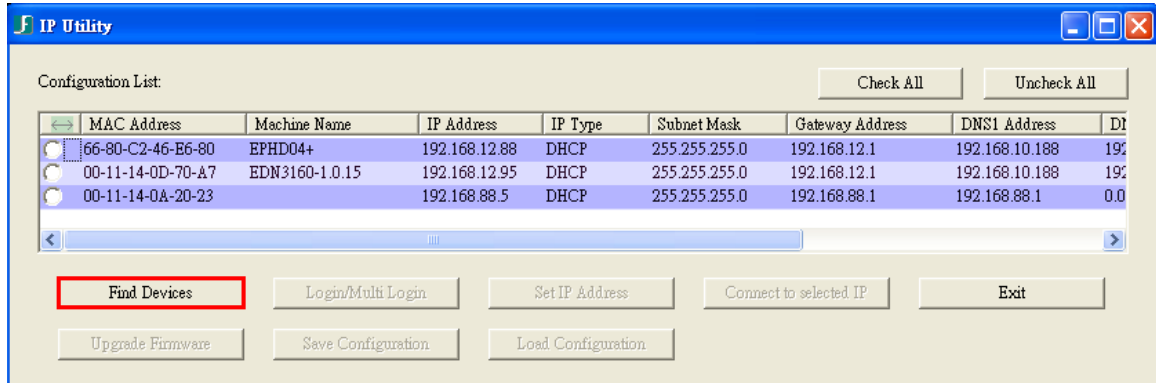 IP Utility
Configuration List:
Check All
Uncheck All
MAC Address Machine Name IP Address IP Type Subnet Mask Gateway Address DNS1 Address DN
66-80-C2-46-E6-80 EPHD04+ 192.168.12.88 DHCP 255.255.255.0 192.168.12.1 192.168.10.188 192
00-11-14-0D-70-A7 EDN3160-1.0.15 192.168.12.95 DHCP 255.255.255.0 192.168.12.1 192.168.10.188 192
00-11-14-0A-20-23 192.168.88.5 DHCP 255.255.255.0 192.168.88.1 192.168.88.1 0.0
Find Devices Login/Multi Login Set IP Address Connect to selected IP Exit
Upgrade Firmware Save Configuration Load Configuration